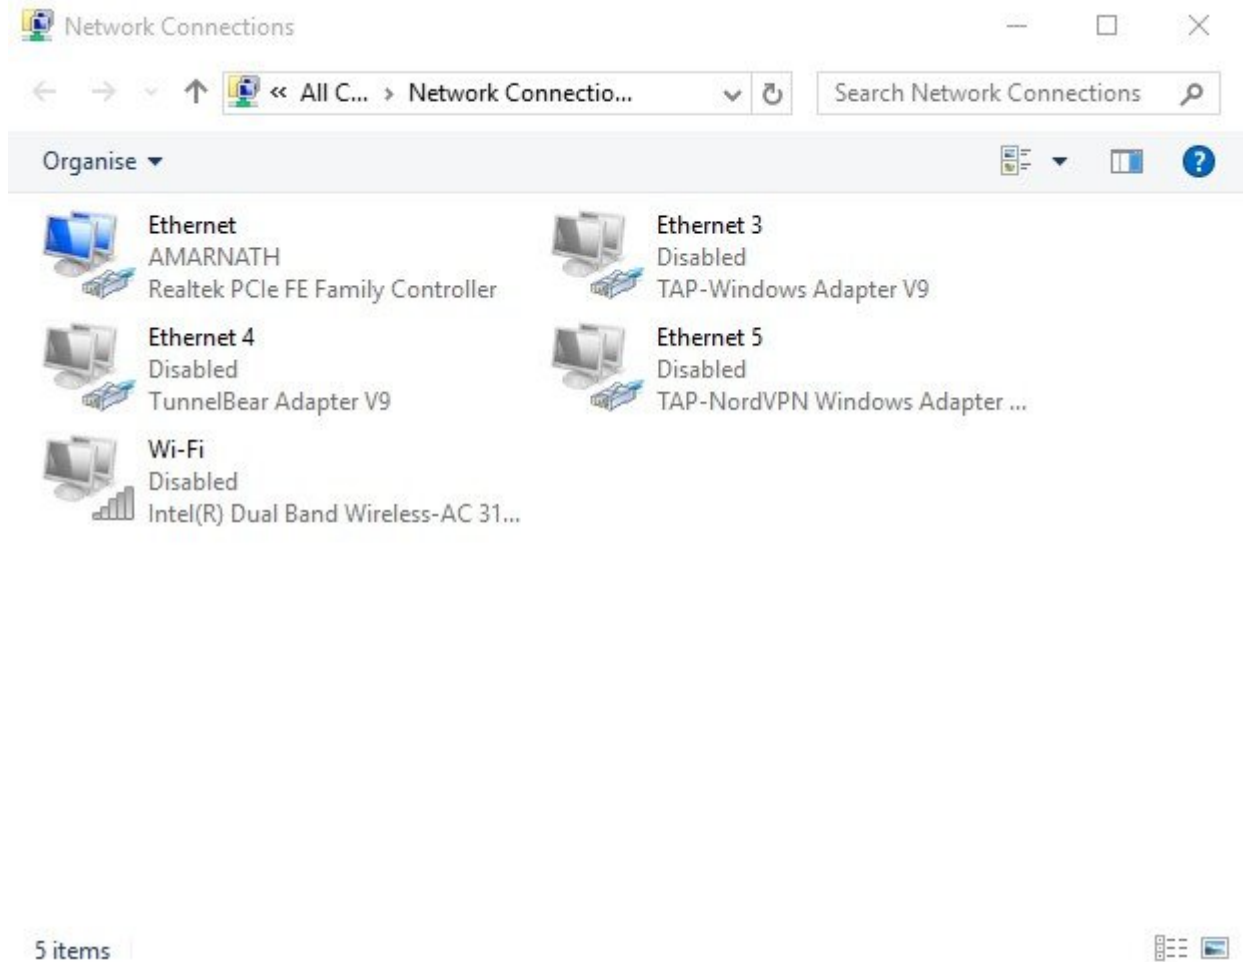 Network Connections
« All C... › Network Connectio...
Search Network Connections
Organise
?
Ethernet
AMARNATH
Realtek PCIe FE Family Controller
Ethernet 3
Disabled
TAP-Windows Adapter V9
Ethernet 4
Disabled
TunnelBear Adapter V9
Ethernet 5
Disabled
TAP-NordVPN Windows Adapter ...
Wi-Fi
Disabled
Intel(R) Dual Band Wireless-AC 31...
5 items